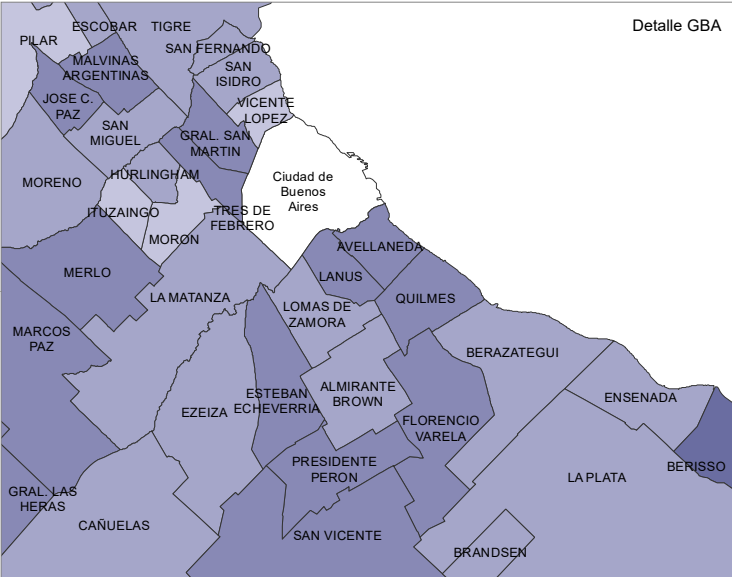 ESCOBAR
TIGRE
Detalle GBA
PILAR
SAN FERNANDO
MALVINAS
ARGENTINAS
SAN
ISIDRO
JOSE C.
PAZ
VICENTE
LOPEZ
SAN
MIGUEL
GRAL. SAN
MARTIN
HURLINGHAM
Ciudad de
Buenos
Aires
MORENO
ITUZAINGO
TRES DE
FEBRERO
MORON
AVELLANEDA
MERLO
LANUS
LA MATANZA
LOMAS DE
ZAMORA
QUILMES
MARCOS
PAZ
BERAZATEGUI
ALMIRANTE
BROWN
ESTEBAN
ECHEVERRIA
ENSENADA
EZEIZA
FLORENCIO
VARELA
PRESIDENTE
PERON
BERISSO
LA PLATA
GRAL. LAS
HERAS
CAÑUELAS
SAN VICENTE
BRANDSEN